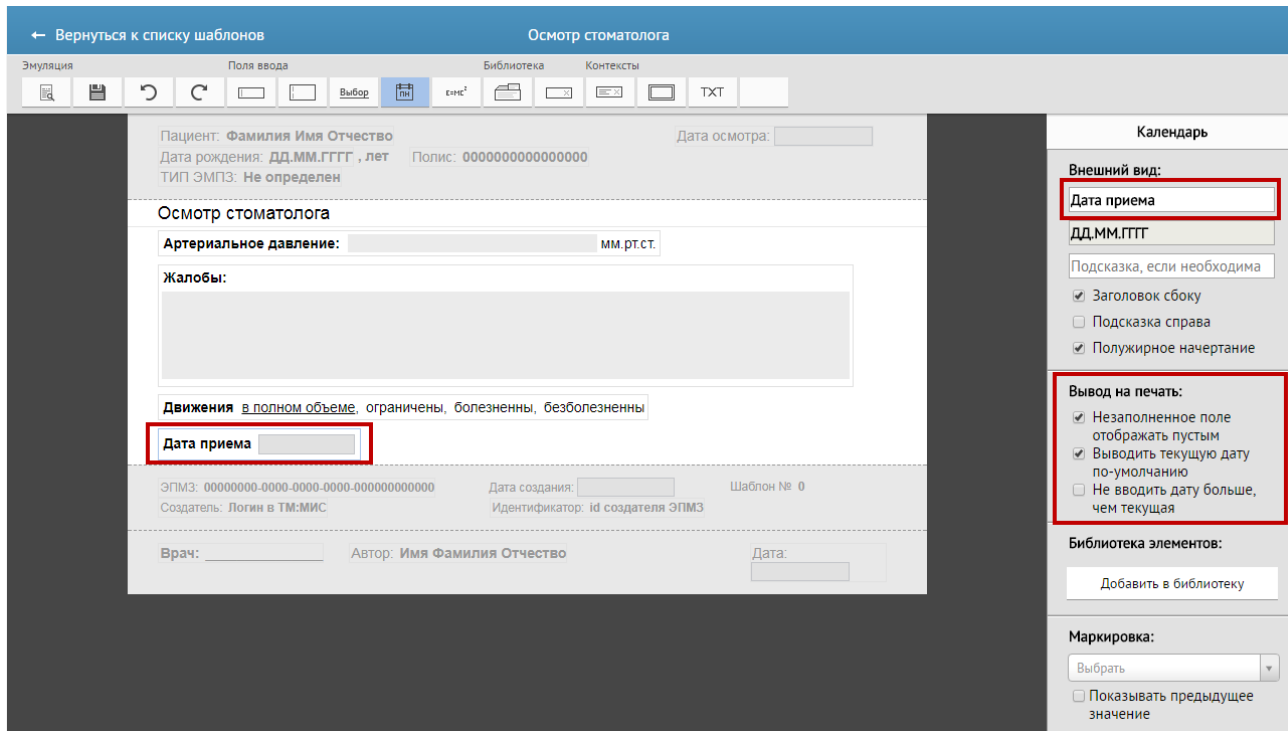 ← Вернуться к списку шаблонов
Осмотр стоматолога
Эмуляция Поля ввода Библиотека Контексты
Выбор ПН E=MC² TXT
Пациент: Фамилия Имя Отчество
Дата осмотра:
Дата рождения: ДД.ММ.ГГГГ , лет Полис: 0000000000000000
ТИП ЭМПЗ: Не определен
Осмотр стоматолога
Артериальное давление: мм.рт.ст.
Жалобы:
Движения в полном объеме, ограничены, болезненны, безболезненны
Дата приема
ЭПМЗ: 00000000-0000-0000-0000-000000000000 Дата создания: Шаблон № 0
Создатель: Логин в ТМ:МИС Идентификатор: id создателя ЭПМЗ
Врач: Автор: Имя Фамилия Отчество Дата:
Календарь
Внешний вид:
Дата приема
ДД.ММ.ГГГГ
Подсказка, если необходима
Заголовок сбоку
Подсказка справа
Полужирное начертание
Вывод на печать:
Незаполненное поле
отображать пустым
Выводить текущую дату
по-умолчанию
Не вводить дату больше,
чем текущая
Библиотека элементов:
Добавить в библиотеку
Маркировка:
Выбрать
Показывать предыдущее
значение